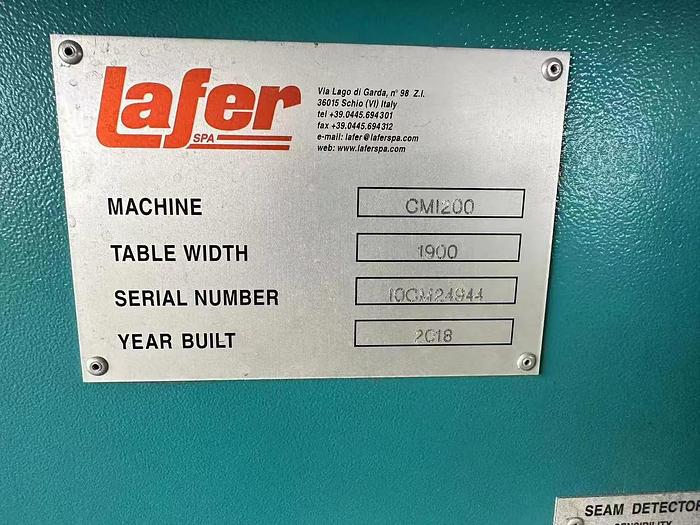 Lafer
SPA
Via Lago di Garda, n° 98 Z.I.
36015 Schio (VI) Italy
tel +39.0445.694301
fax +39.0445.694312
e-mail: lafer@laferspa.com
web: www.laferspa.com
MACHINE CMI200
TABLE WIDTH 1900
SERIAL NUMBER 10CM24944
YEAR BUILT 2018
SEAM DETECTOR
SENSIBILITY